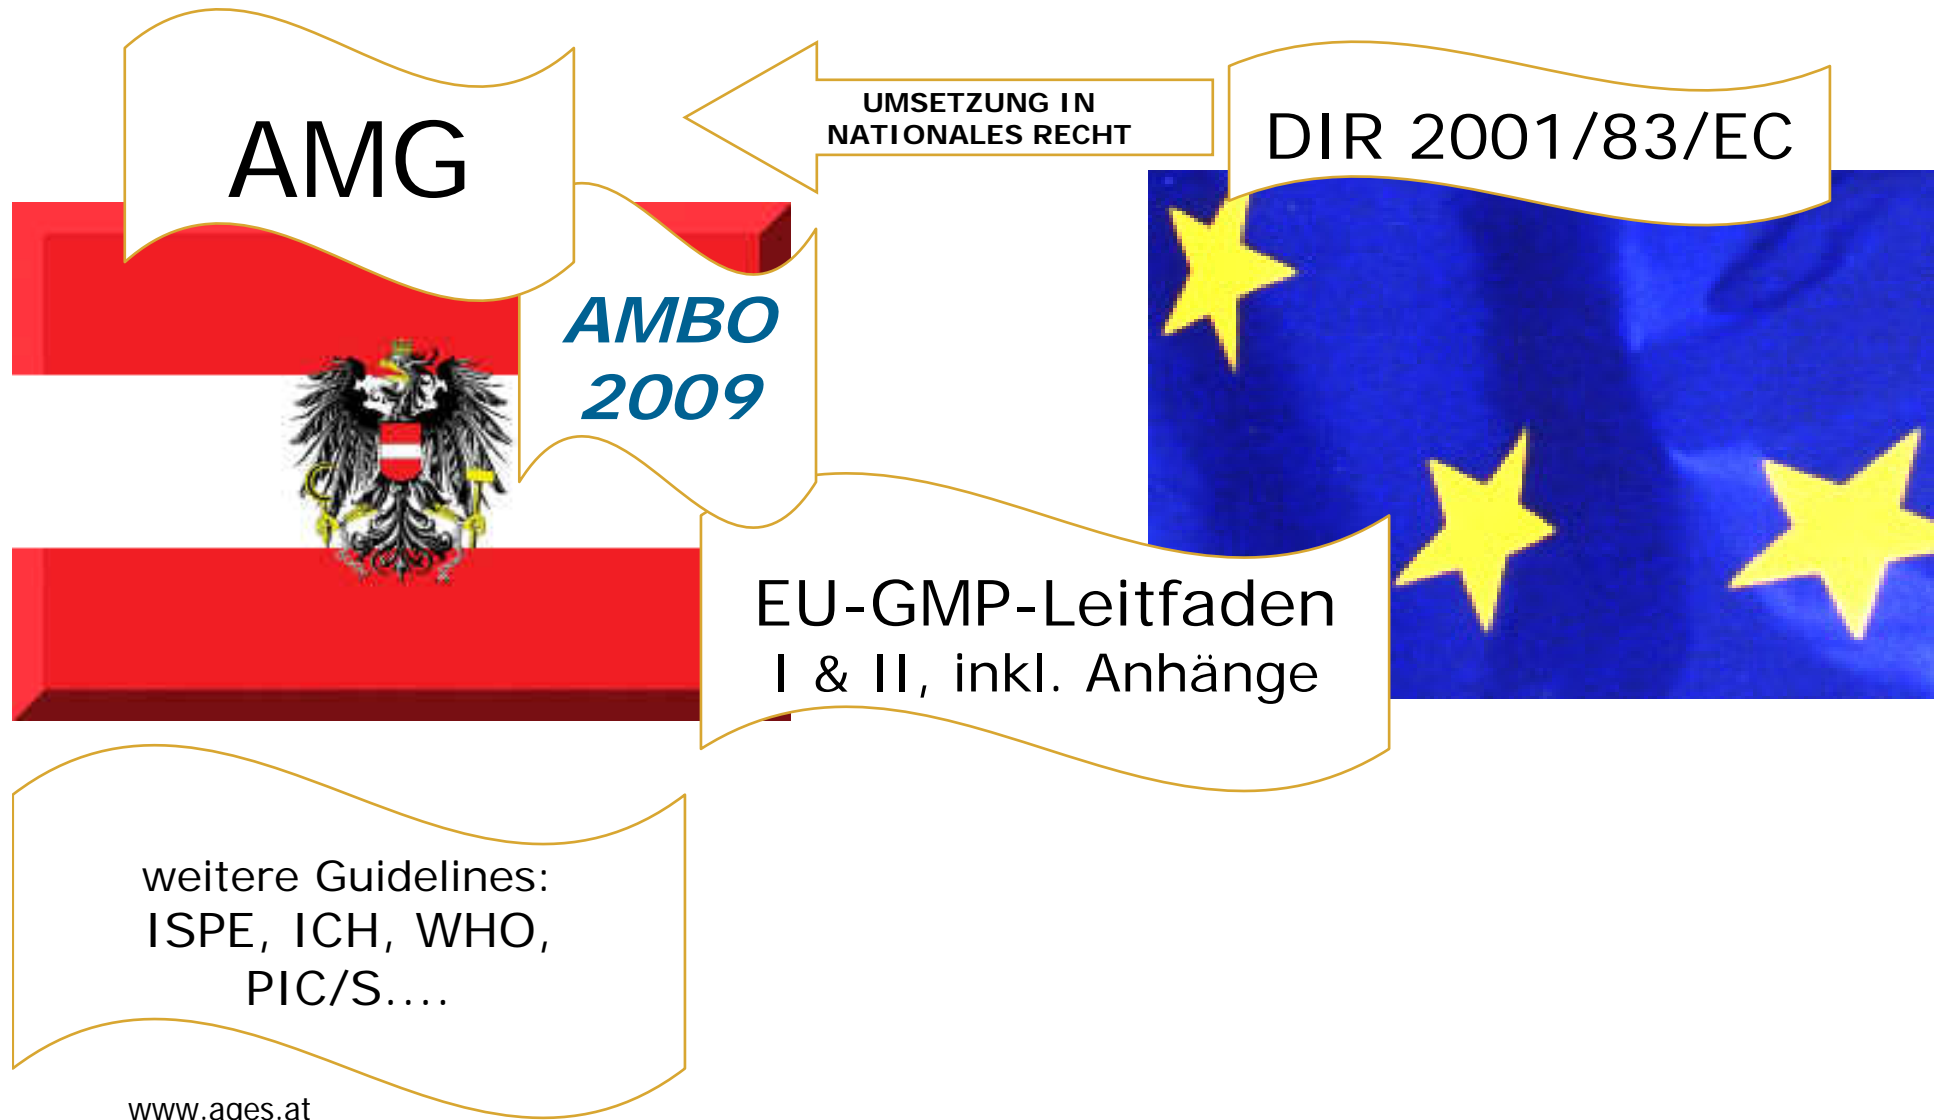 AMG
UMSETZUNG IN
NATIONALES RECHT
DIR 2001/83/EC
AMBO
2009
EU-GMP-Leitfaden
I & II, inkl. Anhänge
weitere Guidelines:
ISPE, ICH, WHO,
PIC/S....
www.ages.at